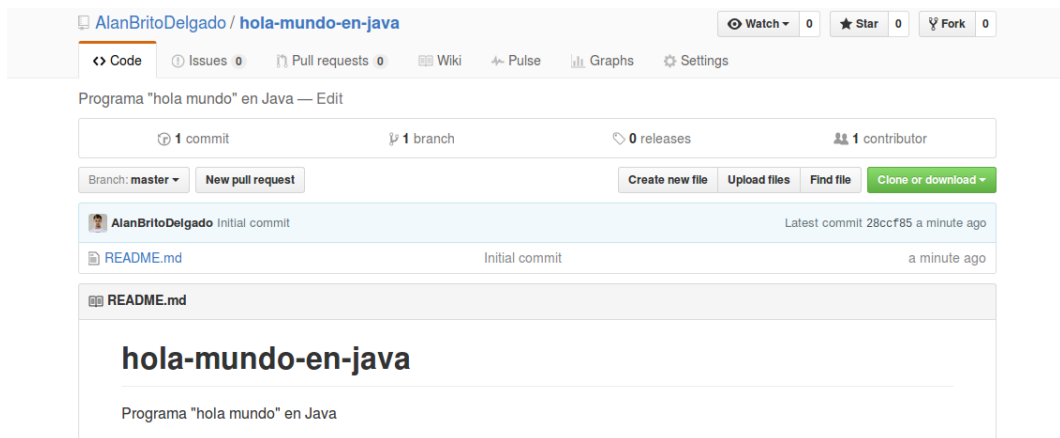 AlanBritoDelgado / hola-mundo-en-java Watch 0 Star 0 Fork 0
Code Issues 0 Pull requests 0 Wiki Pulse Graphs Settings
Programa "hola mundo" en Java — Edit
1 commit 1 branch 0 releases 1 contributor
Branch: master New pull request Create new file Upload files Find file Clone or download
AlanBritoDelgado Initial commit Latest commit 28ccf85 a minute ago
README.md Initial commit a minute ago
README.md
hola-mundo-en-java
Programa "hola mundo" en Java